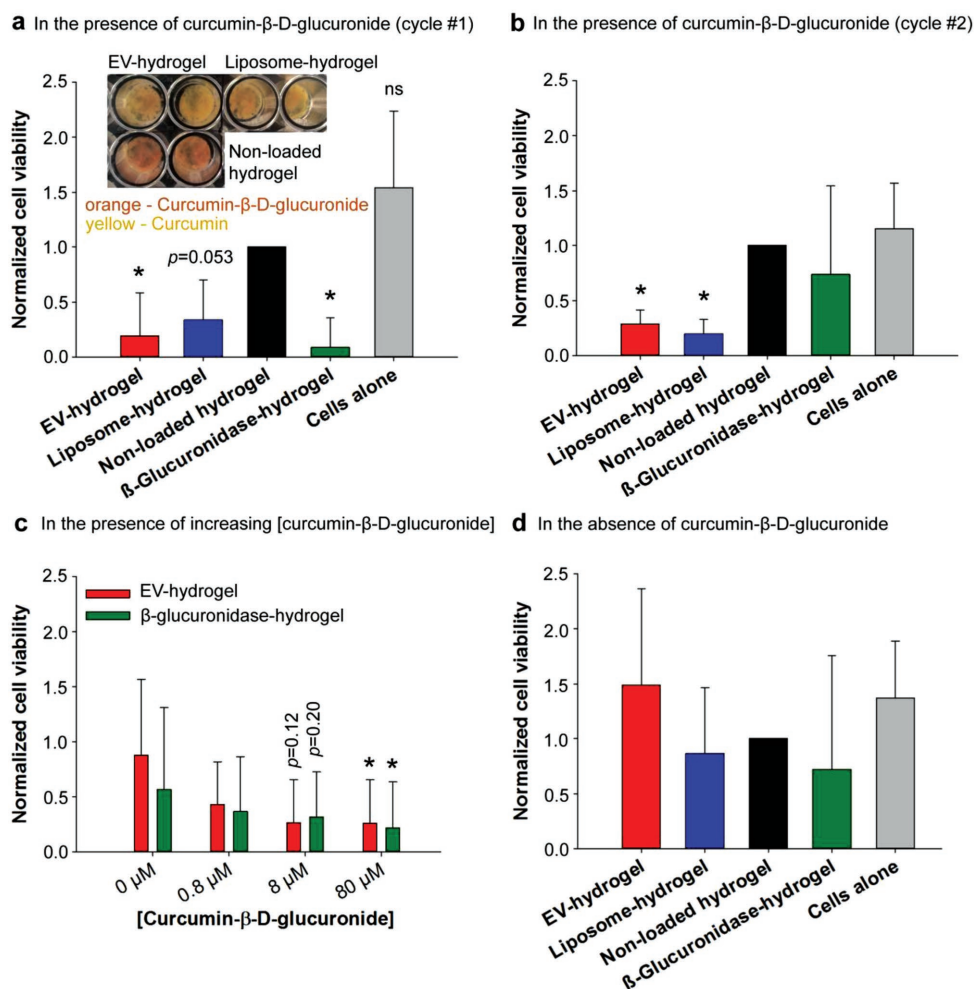 a In the presence of curcumin-β-D-glucuronide (cycle #1)
EV-hydrogel Liposome-hydrogel
Non-loaded
hydrogel
orange - Curcumin-β-D-glucuronide
yellow - Curcumin
ns
*
p=0.053
*
Normalized cell viability
2.5
2.0
1.5
1.0
0.5
0.0
EV-hydrogel
Liposome-hydrogel
Non-loaded hydrogel
ß-Glucuronidase-hydrogel
Cells alone
b In the presence of curcumin-β-D-glucuronide (cycle #2)
Normalized cell viability
2.5
2.0
1.5
1.0
0.5
0.0
*
*
EV-hydrogel
Liposome-hydrogel
Non-loaded hydrogel
ß-Glucuronidase-hydrogel
Cells alone
c In the presence of increasing [curcumin-β-D-glucuronide]
EV-hydrogel
β-glucuronidase-hydrogel
Normalized cell viability
2.5
2.0
1.5
1.0
0.5
0.0
p=0.12
p=0.20
*
*
0 µM
0.8 µM
8 µM
80 µM
[Curcumin-β-D-glucuronide]
d In the absence of curcumin-β-D-glucuronide
Normalized cell viability
2.5
2.0
1.5
1.0
0.5
0.0
EV-hydrogel
Liposome-hydrogel
Non-loaded hydrogel
ß-Glucuronidase-hydrogel
Cells alone